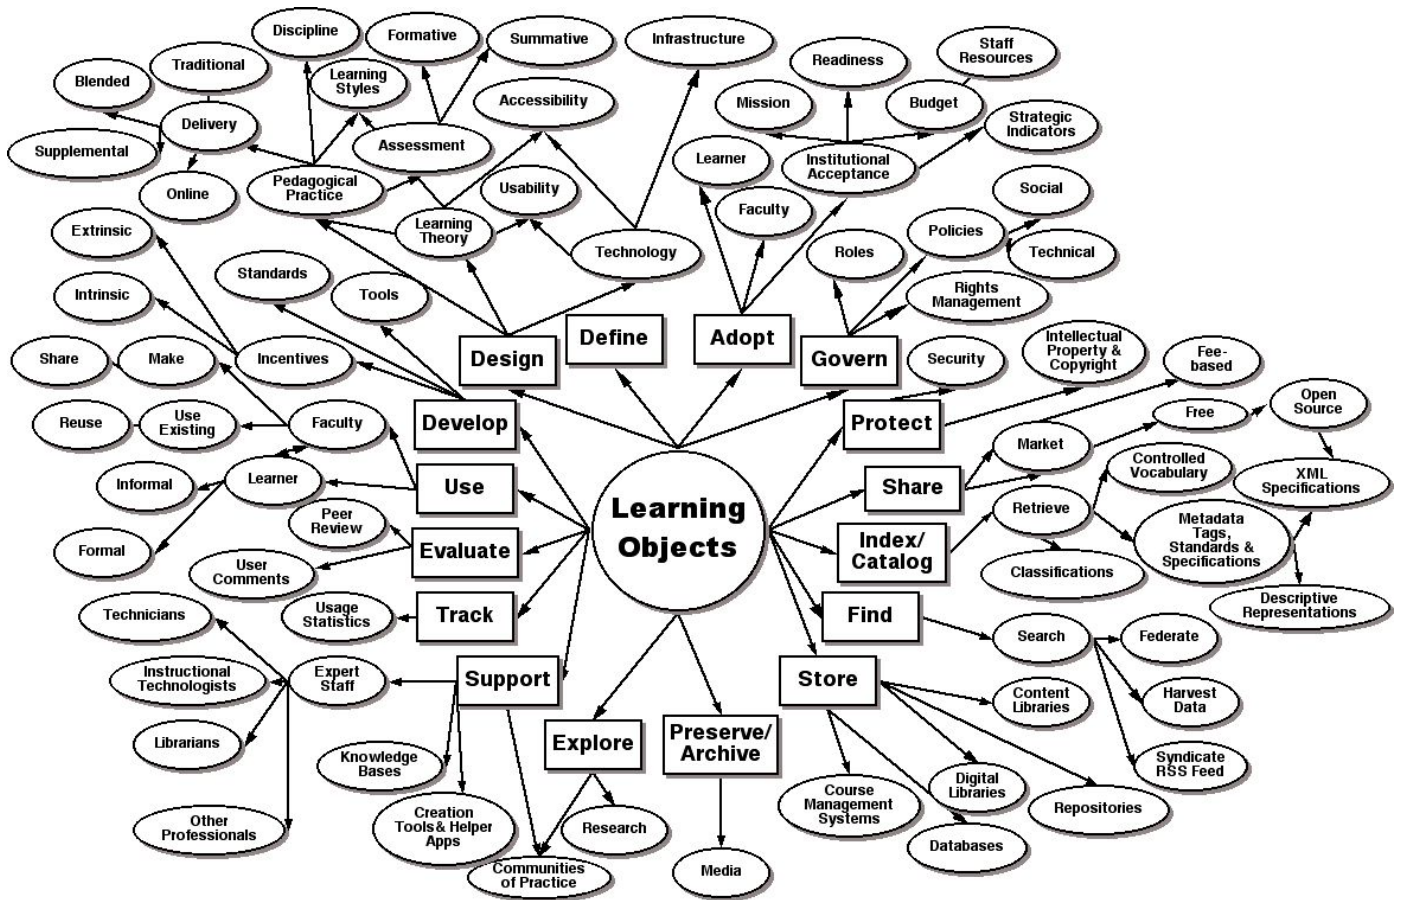 Discipline
Formative
Summative
Infrastructure
Staff
Resources
Traditional
Readiness
Blended
Learning
Styles
Accessibility
Mission
Budget
Delivery
Strategic
Indicators
Supplemental
Assessment
Learner
Institutional
Acceptance
Online
Pedagogical
Practice
Usability
Social
Faculty
Extrinsic
Learning
Theory
Policies
Technology
Roles
Technical
Standards
Intrinsic
Tools
Rights
Management
Design
Define
Adopt
Govern
Intellectual
Property &
Copyright
Share
Make
Incentives
Security
Fee-
based
Open
Source
Reuse
Use
Existing
Faculty
Develop
Protect
Free
Market
Controlled
Vocabulary
Informal
Learner
Use
Learning
Objects
Share
XML
Specifications
Peer
Review
Retrieve
Formal
Evaluate
Index/
Catalog
Metadata
Tags,
Standards &
Specifications
User
Comments
Classifications
Technicians
Usage
Statistics
Track
Find
Descriptive
Representations
Search
Federate
Instructional
Technologists
Expert
Staff
Support
Store
Content
Libraries
Harvest
Data
Librarians
Explore
Preserve/
Archive
Knowledge
Bases
Syndicate
RSS Feed
Course
Management
Systems
Digital
Libraries
Repositories
Other
Professionals
Creation
Tools & Helper
Apps
Research
Databases
Communities
of Practice
Media